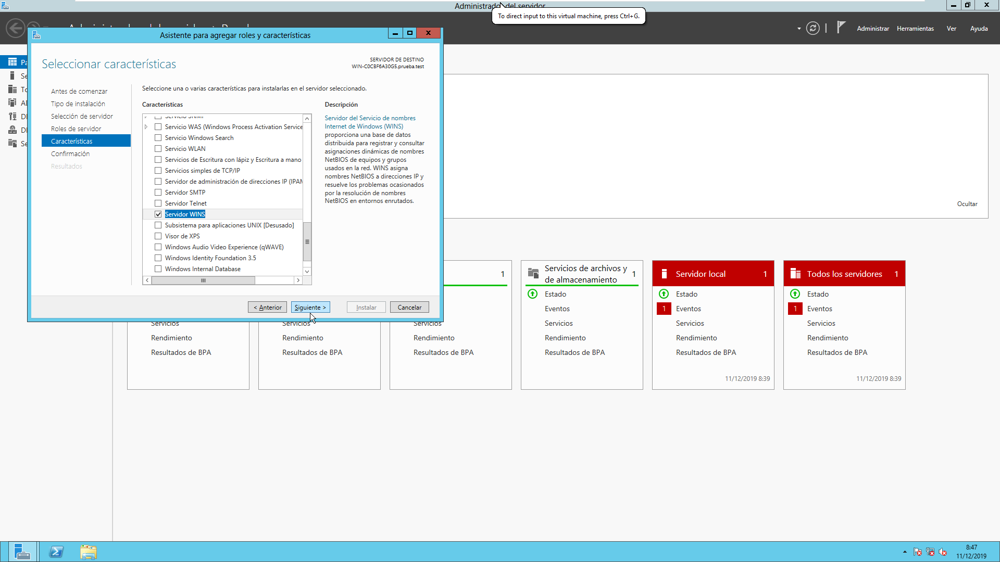 Administrador del servidor
To direct input to this virtual machine, press Ctrl+G.
Administrar
Herramientas
Ver
Ayuda
Asistente para agregar roles y características
Seleccionar características
SERVIDOR DE DESTINO
WIN-C0CBF6A30G5.prueba.test
Antes de comenzar
Tipo de instalación
Selección de servidor
Roles de servidor
Características
Confirmación
Resultados
Seleccione una o varias características para instalarlas en el servidor seleccionado.
Características
Servicio SNMP
Servicio WAS (Windows Process Activation Service
Servicio Windows Search
Servicio WLAN
Servicios de Escritura con lápiz y Escritura a mano
Servicios simples de TCP/IP
Servidor de administración de direcciones IP (IPAM
Servidor SMTP
Servidor Telnet
Servidor WINS
Subsistema para aplicaciones UNIX [Desusado]
Visor de XPS
Windows Audio Video Experience (qWAVE)
Windows Identity Foundation 3.5
Windows Internal Database
Descripción
Servidor del Servicio de nombres
Internet de Windows (WINS)
proporciona una base de datos
distribuida para registrar y consultar
asignaciones dinámicas de nombres
NetBIOS de equipos y grupos
usados en la red. WINS asigna
nombres NetBIOS a direcciones IP y
resuelve los problemas ocasionados
por la resolución de nombres
NetBIOS en entornos enrutados.
< Anterior
Siguiente >
Instalar
Cancelar
Ocultar
Servicios
Rendimiento
Resultados de BPA
Servicios
Rendimiento
Resultados de BPA
1
Servicios
Rendimiento
Resultados de BPA
Servicios de archivos y
de almacenamiento
1
Estado
Eventos
Servicios
Rendimiento
Resultados de BPA
Servidor local
1
Estado
1
Eventos
Servicios
Rendimiento
Resultados de BPA
11/12/2019 8:39
Todos los servidores
1
Estado
1
Eventos
Servicios
Rendimiento
Resultados de BPA
11/12/2019 8:39
8:47
11/12/2019